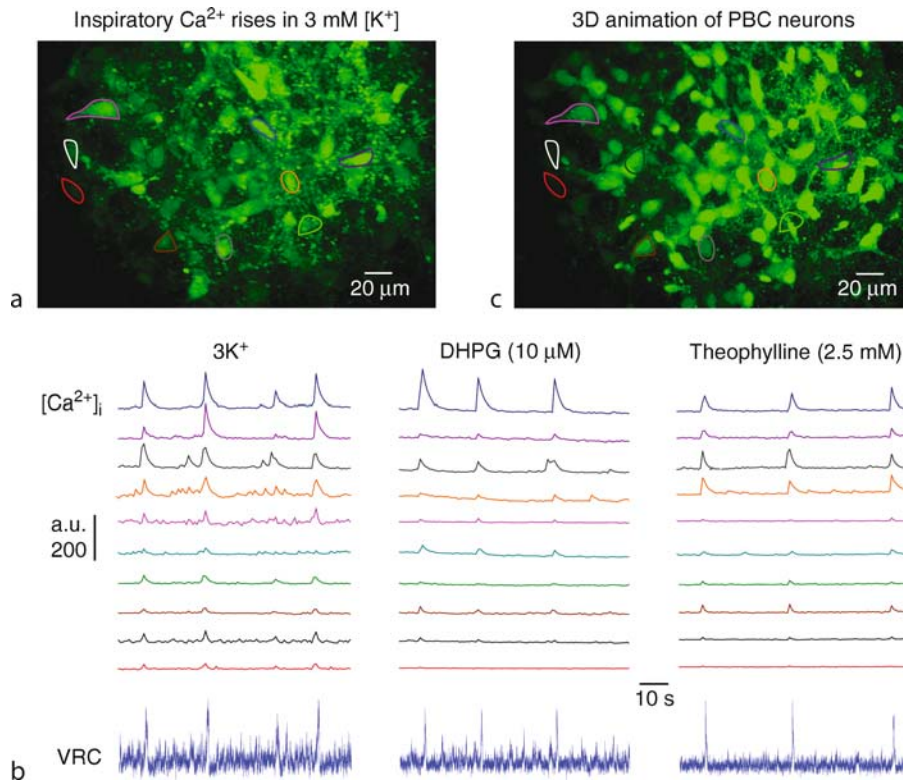 Inspiratory Ca²⁺ rises in 3 mM [K⁺]
3D animation of PBC neurons
20 μm
20 μm
a
c
3K⁺
DHPG (10 μM)
Theophylline (2.5 mM)
[Ca²⁺]ᵢ
a.u.
200
10 s
VRC
b